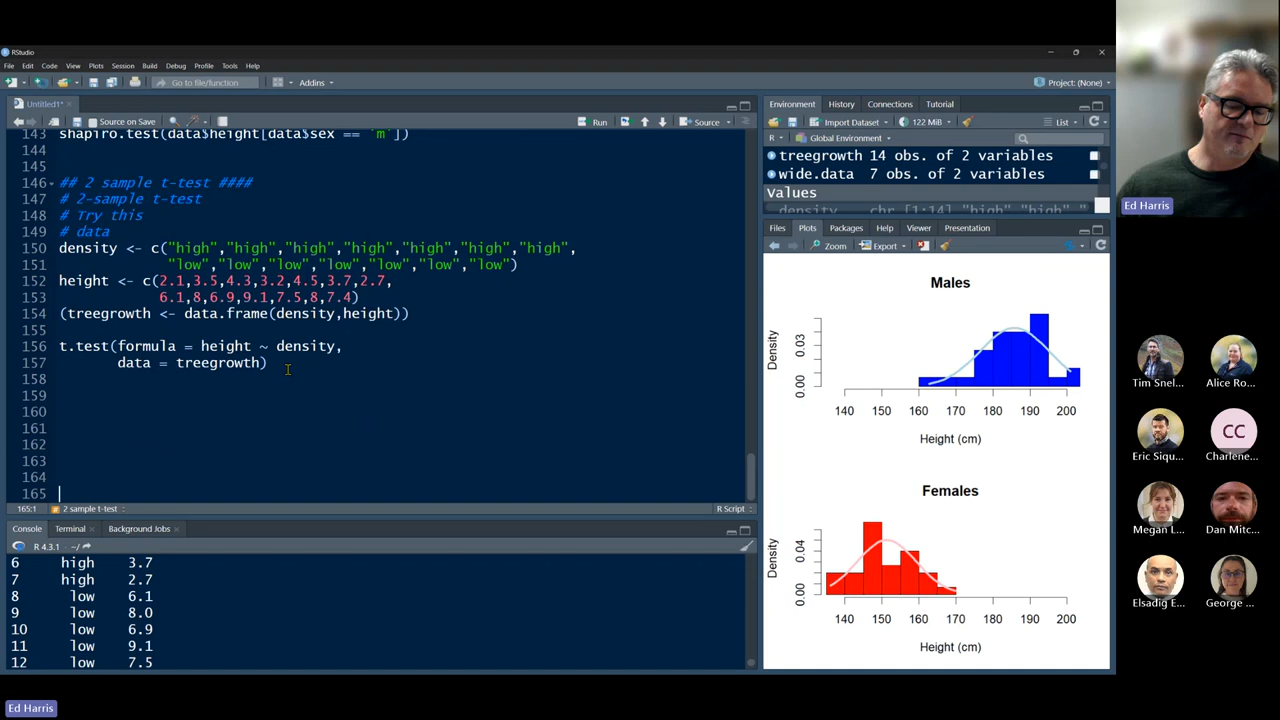 RStudio
File Edit Code View Plots Session Build Debug Profile Tools Help
Go to file/function
Addins
Project: (None)
Untitled1*
Source on Save
Run
Source
143 shapiro.test(data$height[data$sex == 'm'])
144
145
146 ## 2 sample t-test ####
147 # 2-sample t-test
148 # Try this
149 # data
150 density <- c("high","high","high","high","high","high","high",
151 "low","low","low","low","low","low","low")
152 height <- c(2.1,3.5,4.3,3.2,4.5,3.7,2.7,
153 6.1,8,6.9,9.1,7.5,8,7.4)
154 (treegrowth <- data.frame(density,height))
155
156 t.test(formula = height ~ density,
157 data = treegrowth)
158
159
160
161
162
163
164
165
165:1 2 sample t-test R Script
Console Terminal Background Jobs
R 4.3.1 · ~/
6 high 3.7
7 high 2.7
8 low 6.1
9 low 8.0
10 low 6.9
11 low 9.1
12 low 7.5
Environment History Connections Tutorial
Import Dataset 122 MiB List
R Global Environment
treegrowth 14 obs. of 2 variables
wide.data 7 obs. of 2 variables
Values
density chr [1:14] "high" "high" "
Files Plots Packages Help Viewer Presentation
Zoom Export
Males
Density
0.03
0.00
140 150 160 170 180 190 200
Height (cm)
Females
Density
0.04
0.00
140 150 160 170 180 190 200
Height (cm)
Ed Harris
Tim Snel...
Alice Ro...
Eric Siqu...
CC
Charlene...
Megan L...
Dan Mitc...
Elsadig E...
George ...
Ed Harris